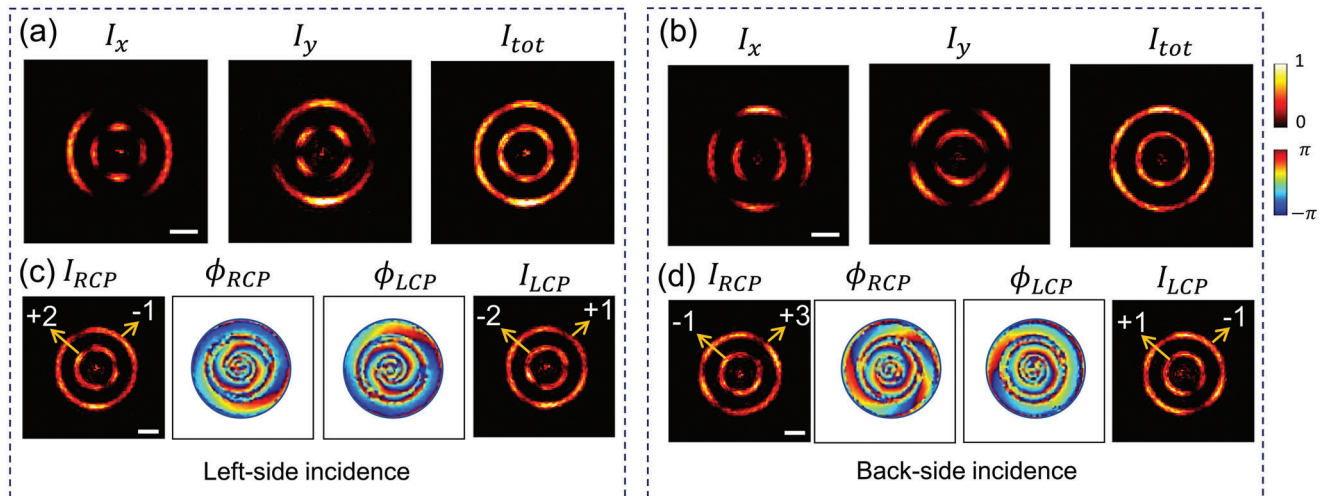 (a)
I_x I_y I_tot
(b)
I_x I_y I_tot
1
0
π
−π
(c) I_RCP ϕ_RCP ϕ_LCP I_LCP
+2 -1 -2 +1
Left-side incidence
(d) I_RCP ϕ_RCP ϕ_LCP I_LCP
-1 +3 +1 -1
Back-side incidence